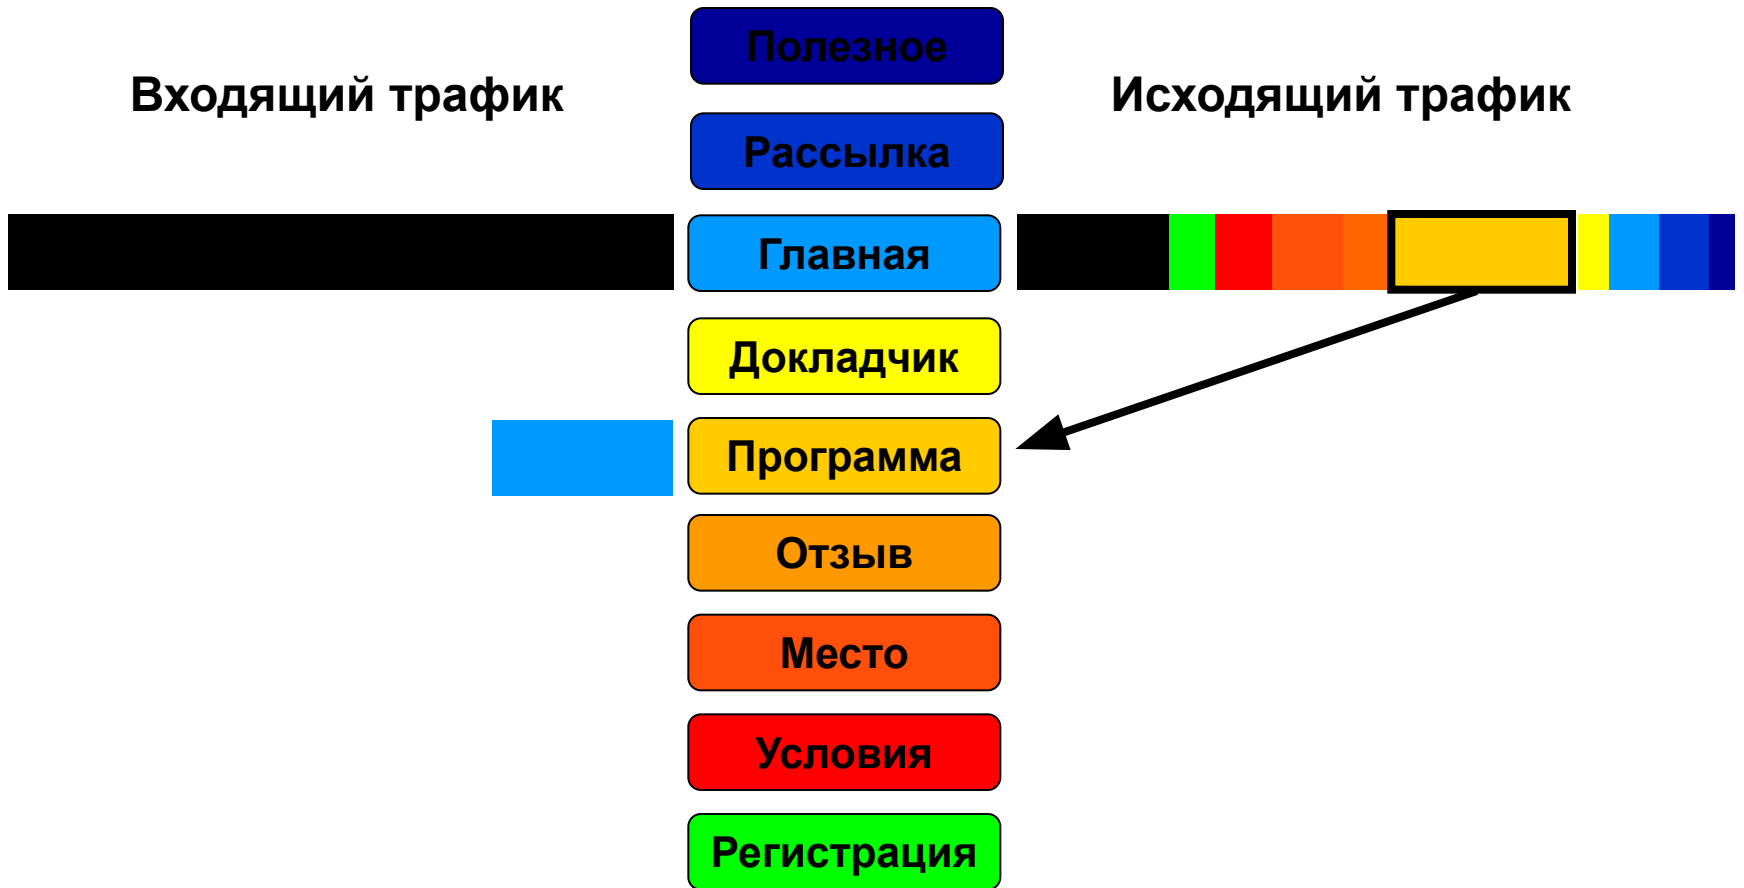 Полезное
Входящий трафик
Исходящий трафик
Рассылка
Главная
Докладчик
Программа
Отзыв
Место
Условия
Регистрация